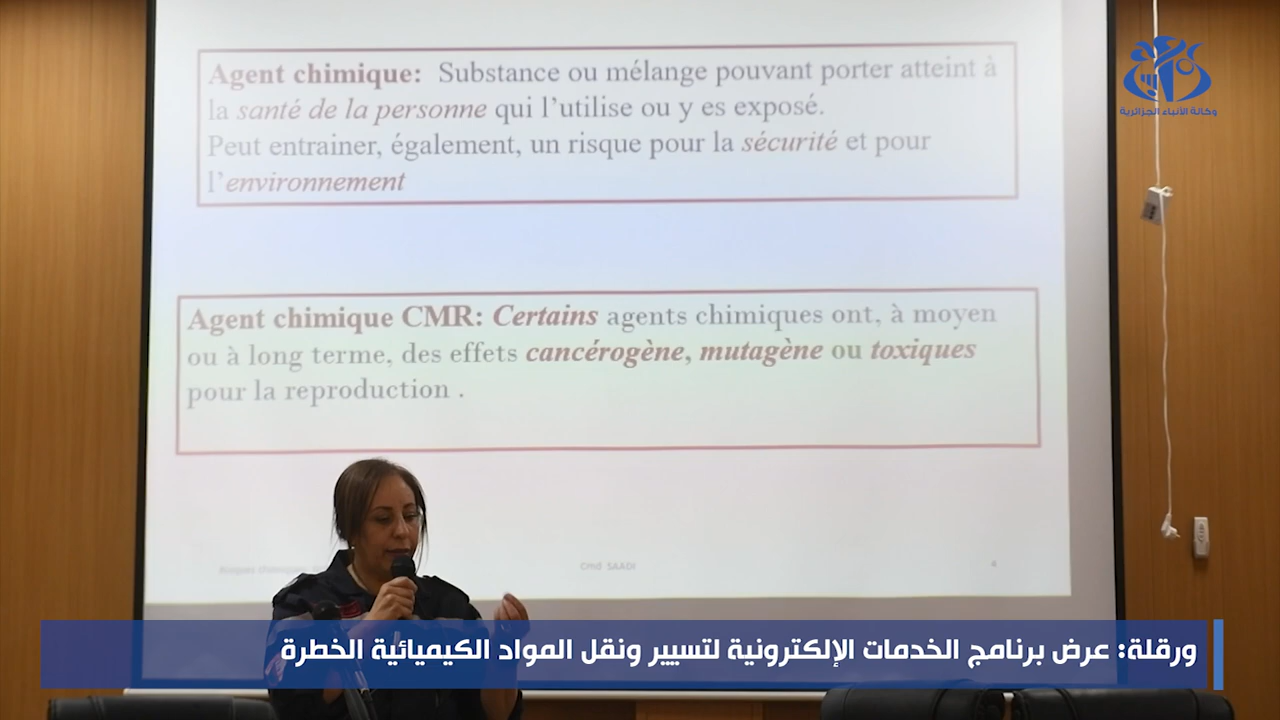 Agent chimique: Substance ou mélange pouvant porter atteint à
la santé de la personne qui l’utilise ou y es exposé.
Peut entrainer, également, un risque pour la sécurité et pour
l’environnement
وكالة الأنباء الجزائرية
Agent chimique CMR: Certains agents chimiques ont, à moyen
ou à long terme, des effets cancérogène, mutagène ou toxiques
pour la reproduction .
Cmd SAADI
4
ورقلة: عرض برنامج الخدمات الإلكترونية لتسيير ونقل المواد الكيميائية الخطرة